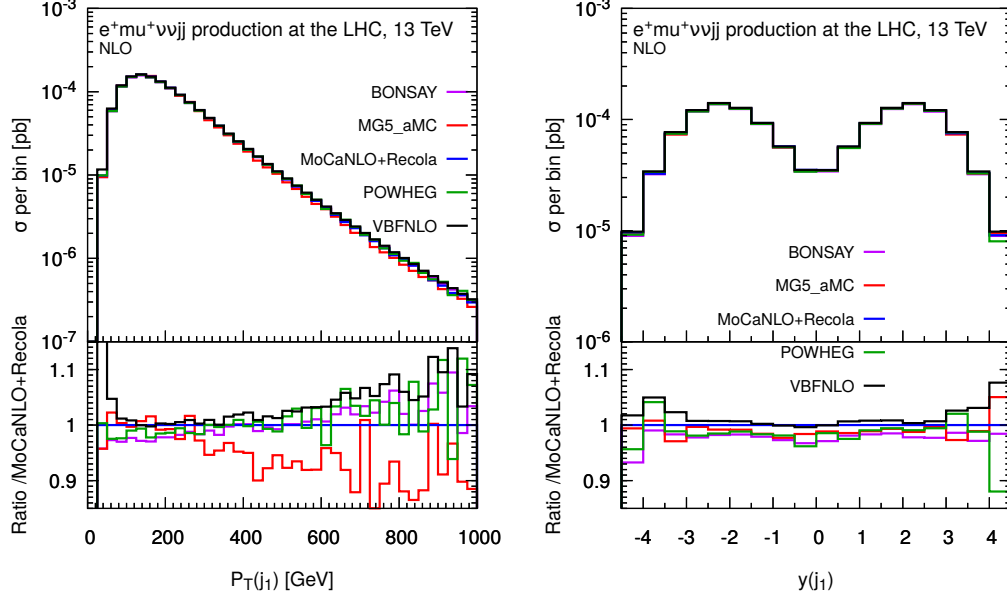 10⁻³
e⁺mu⁺ννjj production at the LHC, 13 TeV
NLO
10⁻⁴
BONSAY
MG5_aMC
MoCaNLO+Recola
POWHEG
VBFNLO
10⁻⁵
10⁻⁶
10⁻⁷
σ per bin [pb]
1.1
1
0.9
Ratio /MoCaNLO+Recola
0 200 400 600 800 1000
P_T(j₁) [GeV]
10⁻³
e⁺mu⁺ννjj production at the LHC, 13 TeV
NLO
10⁻⁴
10⁻⁵
σ per bin [pb]
BONSAY
MG5_aMC
MoCaNLO+Recola
10⁻⁶
POWHEG
VBFNLO
1.1
1
0.9
Ratio /MoCaNLO+Recola
-4 -3 -2 -1 0 1 2 3 4
y(j₁)